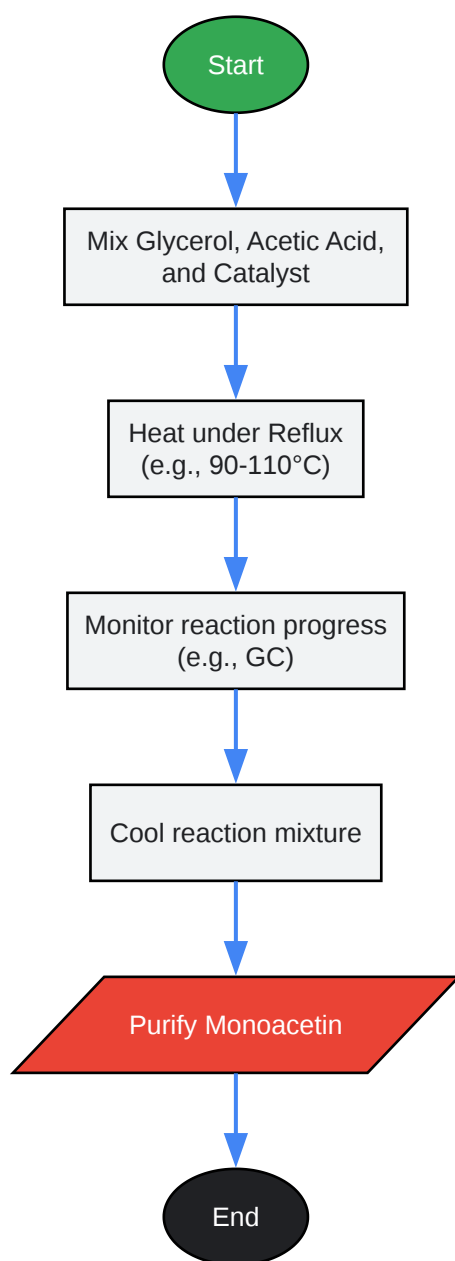 Start
Mix Glycerol, Acetic Acid,
and Catalyst
Heat under Reflux
(e.g., 90-110°C)
Monitor reaction progress
(e.g., GC)
Cool reaction mixture
Purify Monoacetin
End